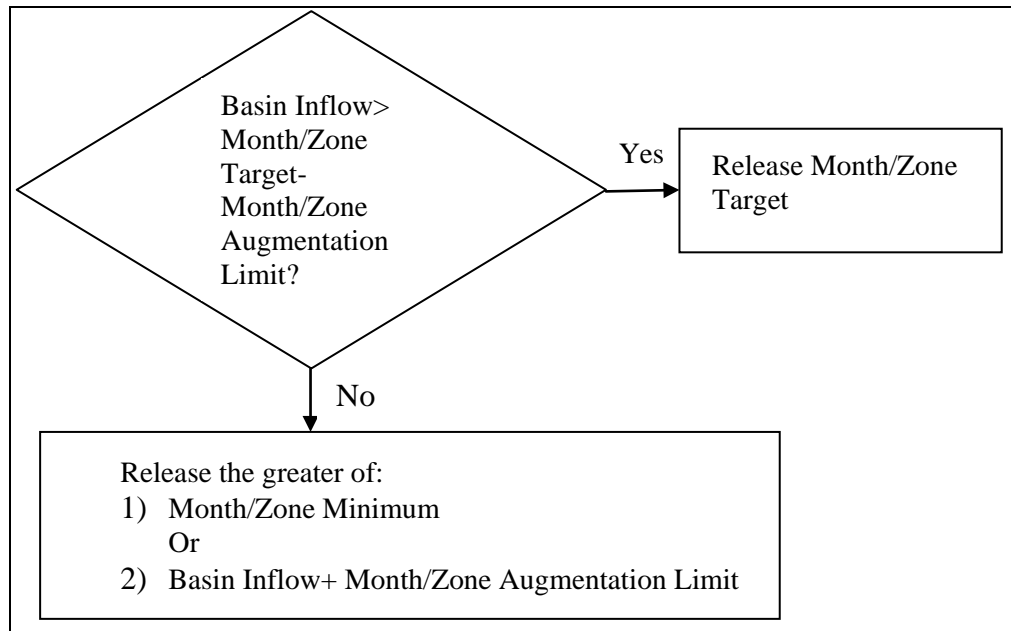 Basin Inflow>
Month/Zone
Target-
Month/Zone
Augmentation
Limit?
Yes
Release Month/Zone
Target
No
Release the greater of:
1) Month/Zone Minimum
Or
2) Basin Inflow+ Month/Zone Augmentation Limit